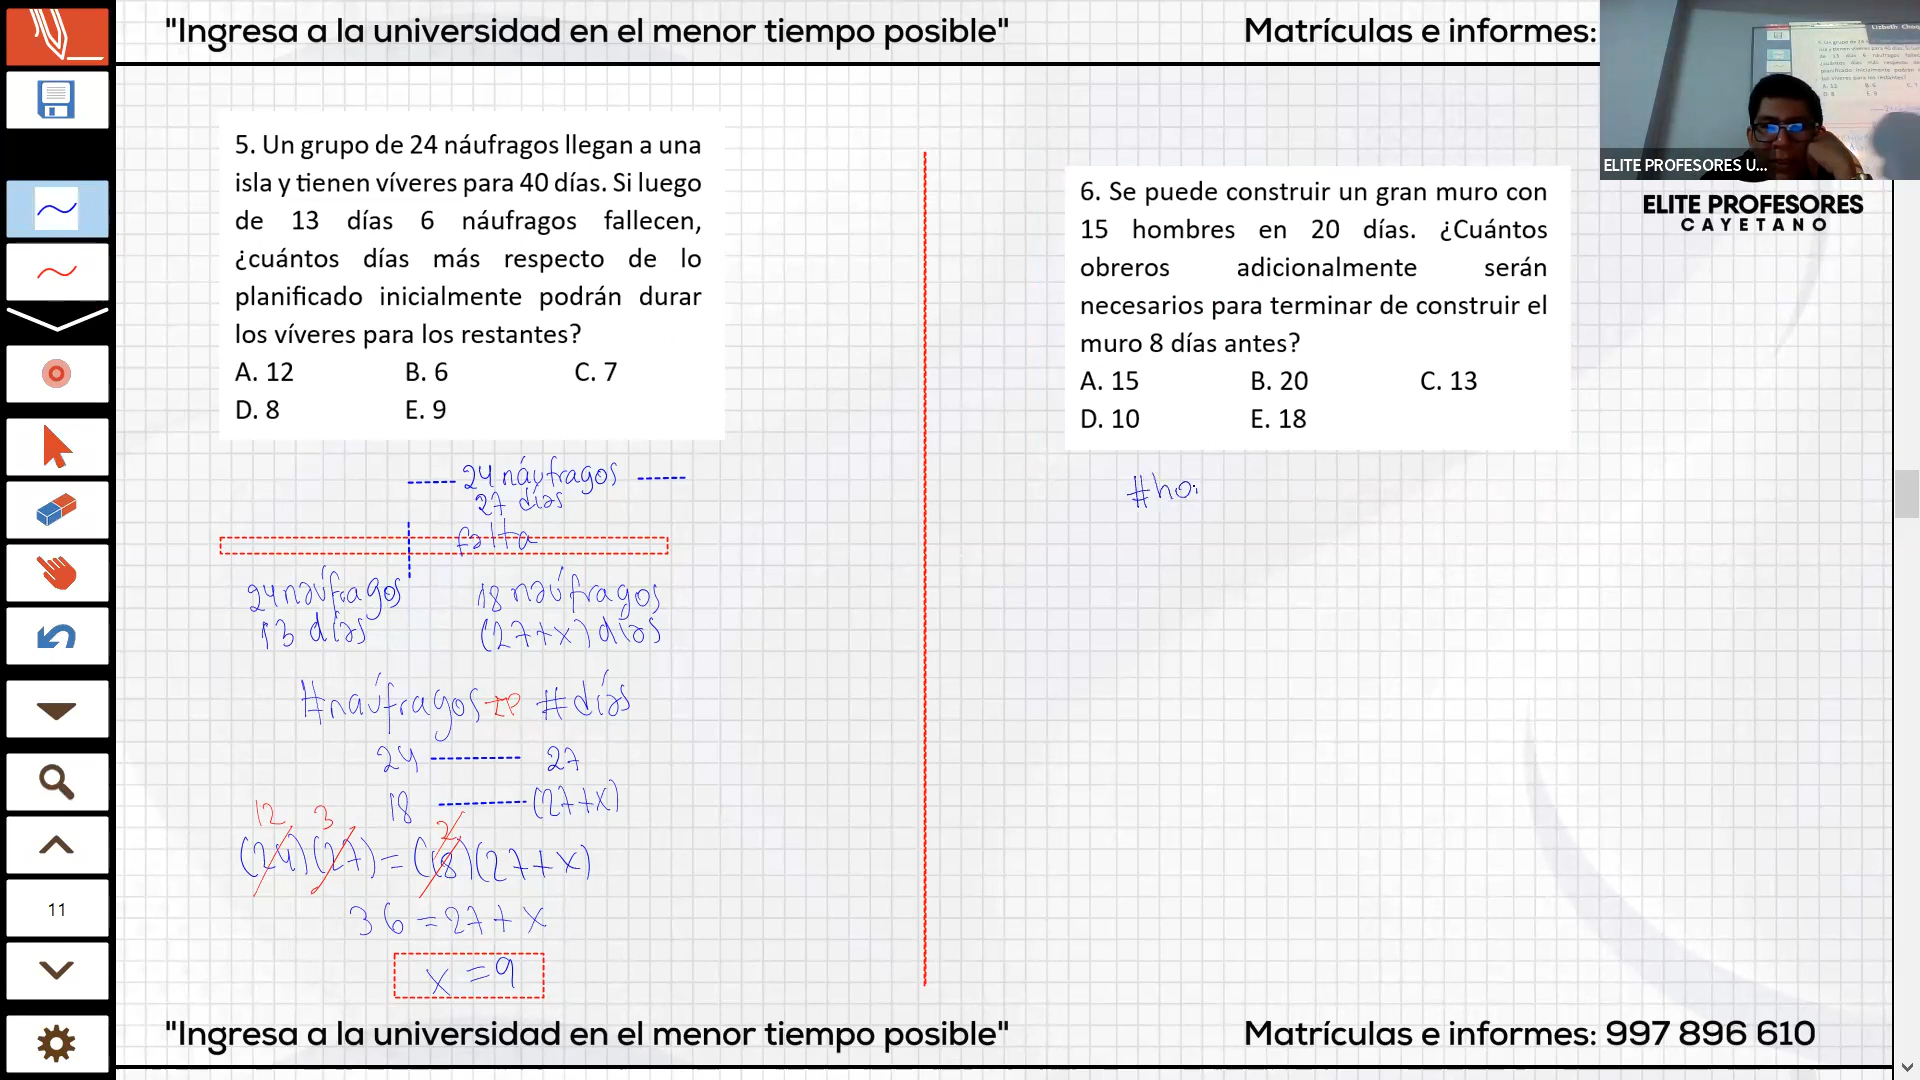 "Ingresa a la universidad en el menor tiempo posible"
Matrículas e informes:
ELITE PROFESORES U...
ELITE PROFESORES
CAYETANO
5. Un grupo de 24 náufragos llegan a una
isla y tienen víveres para 40 días. Si luego
de 13 días 6 náufragos fallecen,
¿cuántos días más respecto de lo
planificado inicialmente podrán durar
los víveres para los restantes?
A. 12 B. 6 C. 7
D. 8 E. 9
24 náufragos
27 días
falta
24 naúfragos 18 naúfragos
13 días (27+x) días
#naúfragos IP #días
24 27
18 (27+x)
12 3 2
(24)(27)=(18)(27+x)
36=27+x
x=9
6. Se puede construir un gran muro con
15 hombres en 20 días. ¿Cuántos
obreros adicionalmente serán
necesarios para terminar de construir el
muro 8 días antes?
A. 15 B. 20 C. 13
D. 10 E. 18
#ho
11
"Ingresa a la universidad en el menor tiempo posible"
Matrículas e informes: 997 896 610